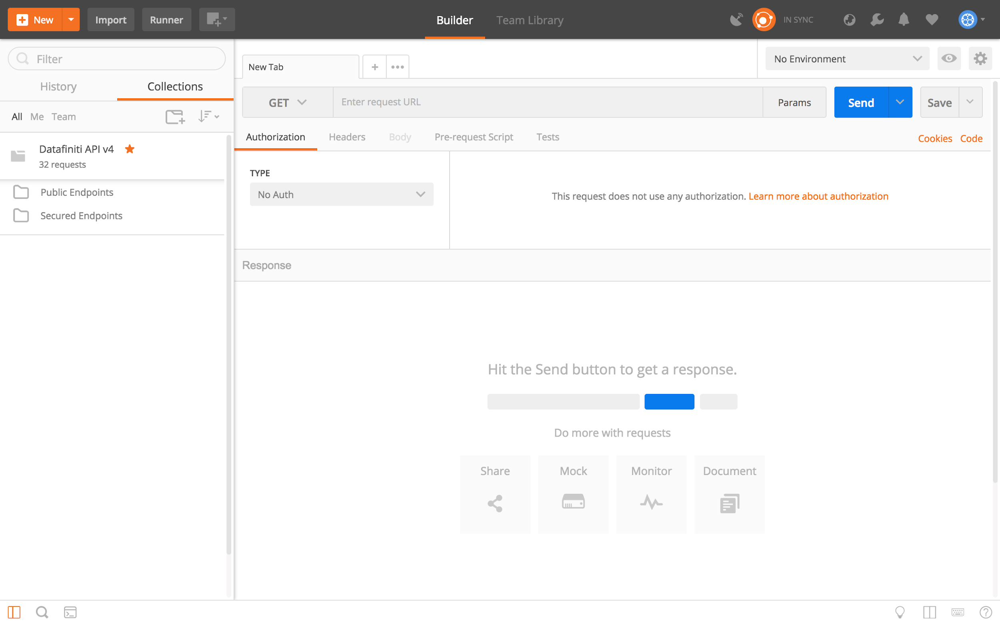 New
Import
Runner
Builder
Team Library
IN SYNC
Filter
History
Collections
All Me Team
Datafiniti API v4
32 requests
Public Endpoints
Secured Endpoints
New Tab
No Environment
GET
Enter request URL
Params
Send
Save
Authorization
Headers
Body
Pre-request Script
Tests
Cookies
Code
TYPE
No Auth
This request does not use any authorization. Learn more about authorization
Response
Hit the Send button to get a response.
Do more with requests
Share
Mock
Monitor
Document